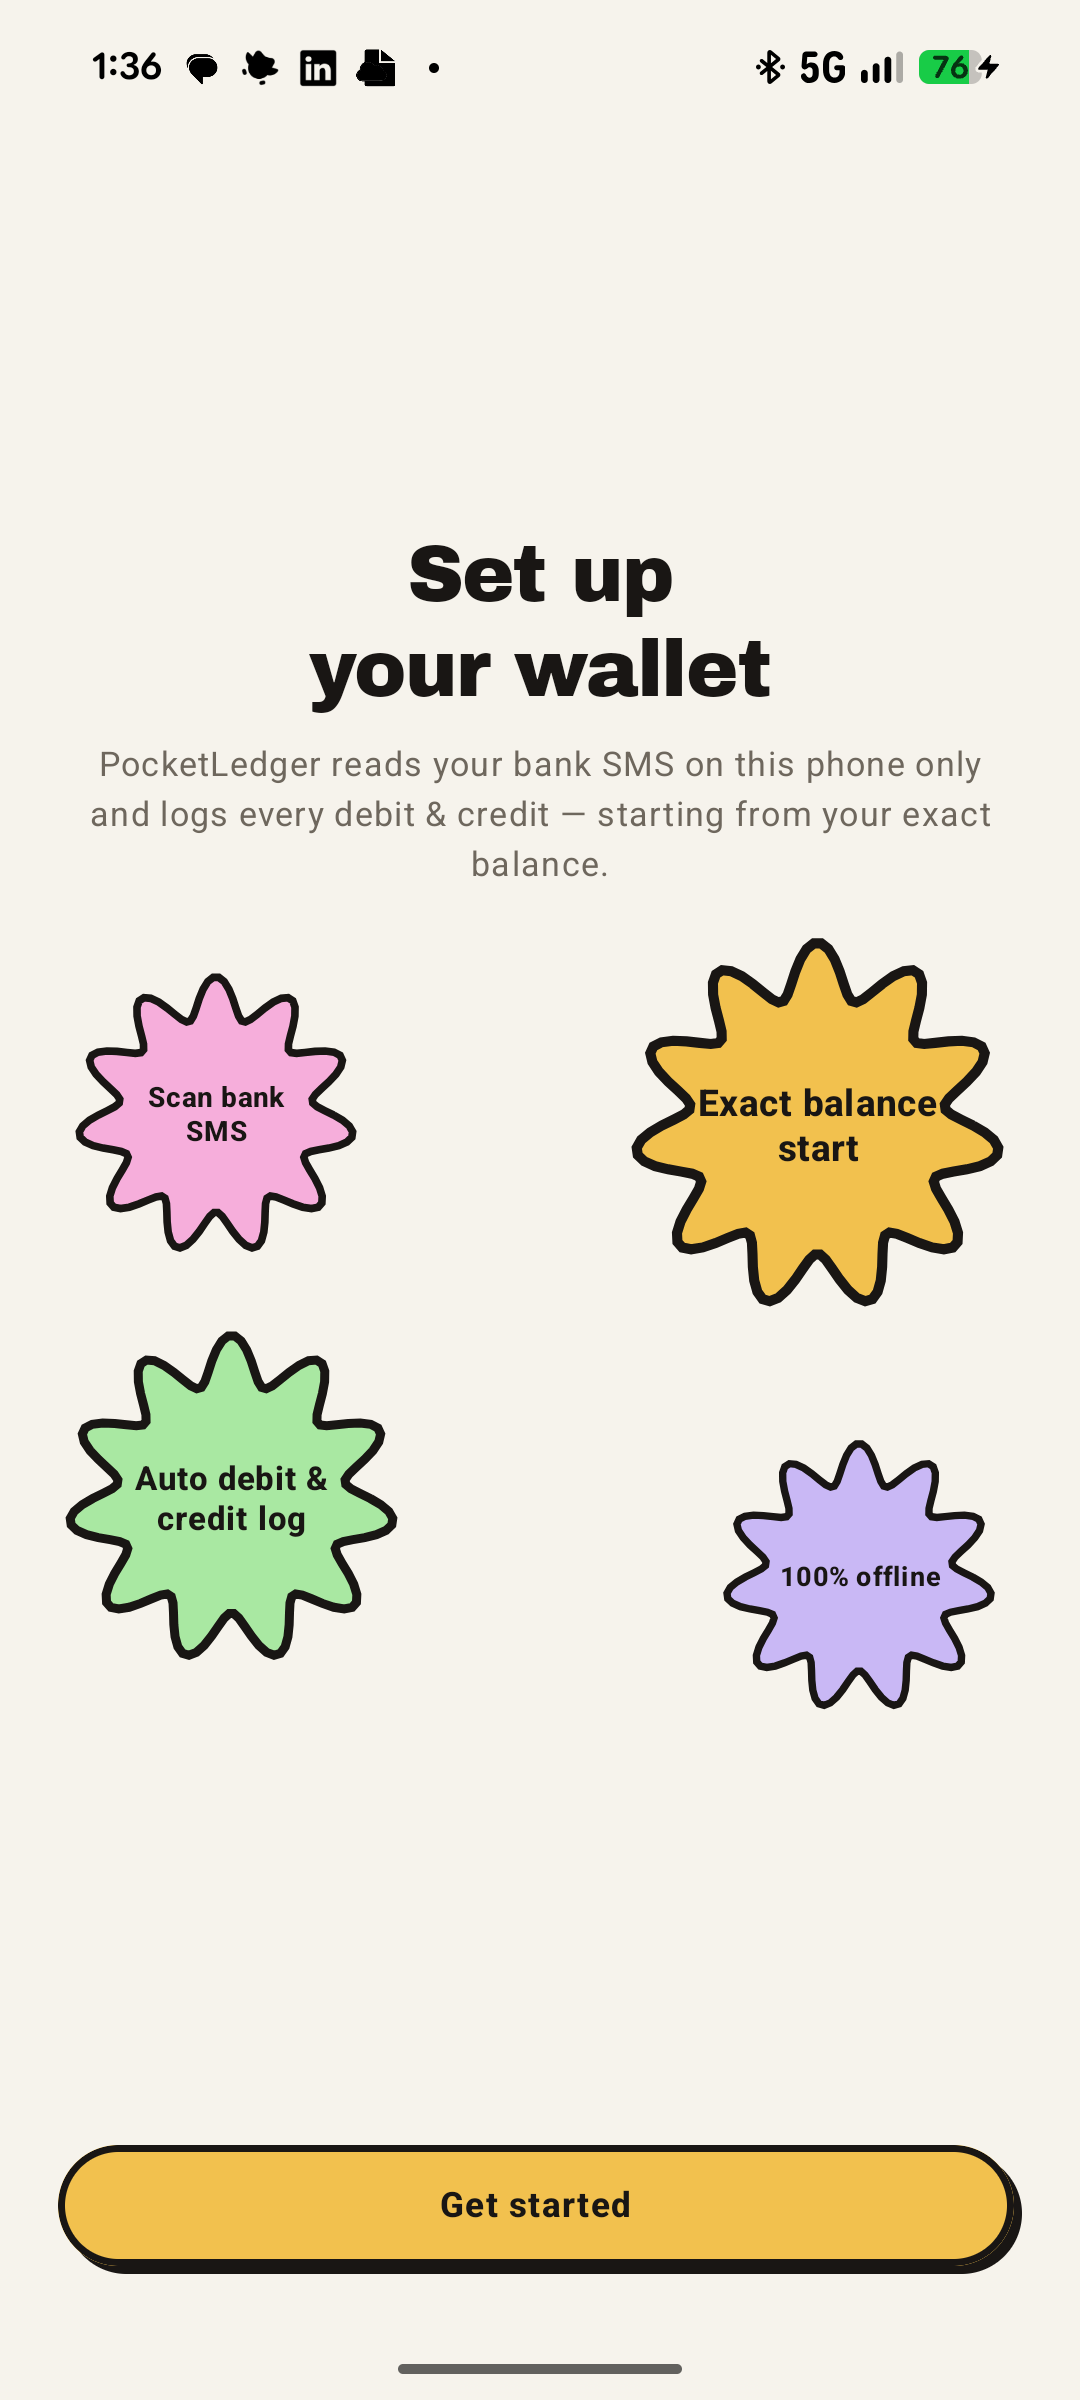 1:36
5G
76
Set up
your wallet
PocketLedger reads your bank SMS on this phone only
and logs every debit & credit — starting from your exact
balance.
Scan bank
SMS
Exact balance
start
Auto debit &
credit log
100% offline
Get started